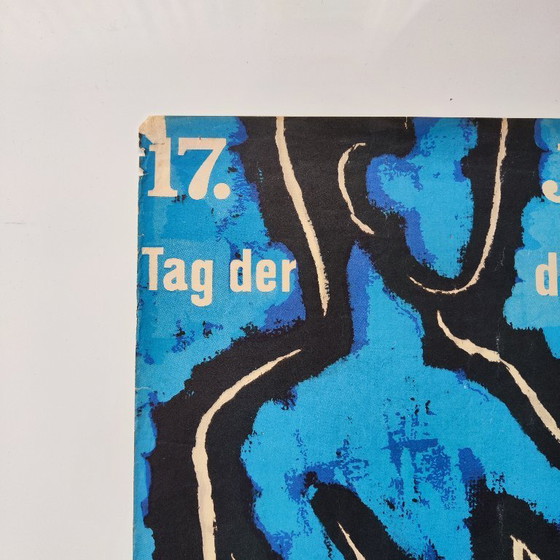 17. J
Tag der d